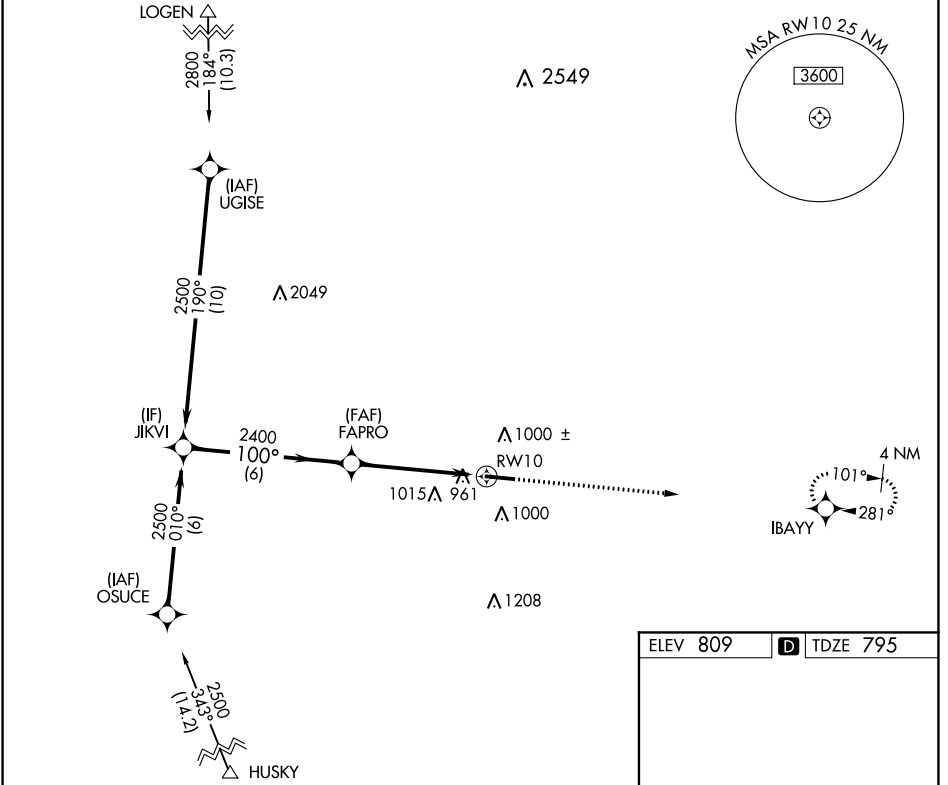 LOGEN
2800
184°
(10.3)
2549
MSA RW10 25 NM
3600
(IAF)
UGISE
2500
190°
(10)
2049
(IF)
JIKVI
2400
100°
(6)
(FAF)
FAPRO
1000 ±
RW10
1015 961
1000
4 NM
101°
281°
IBAYY
2500
010°
(6)
(IAF)
OSUCE
1208
2500
343°
(14.2)
HUSKY
ELEV 809 D TDZE 795